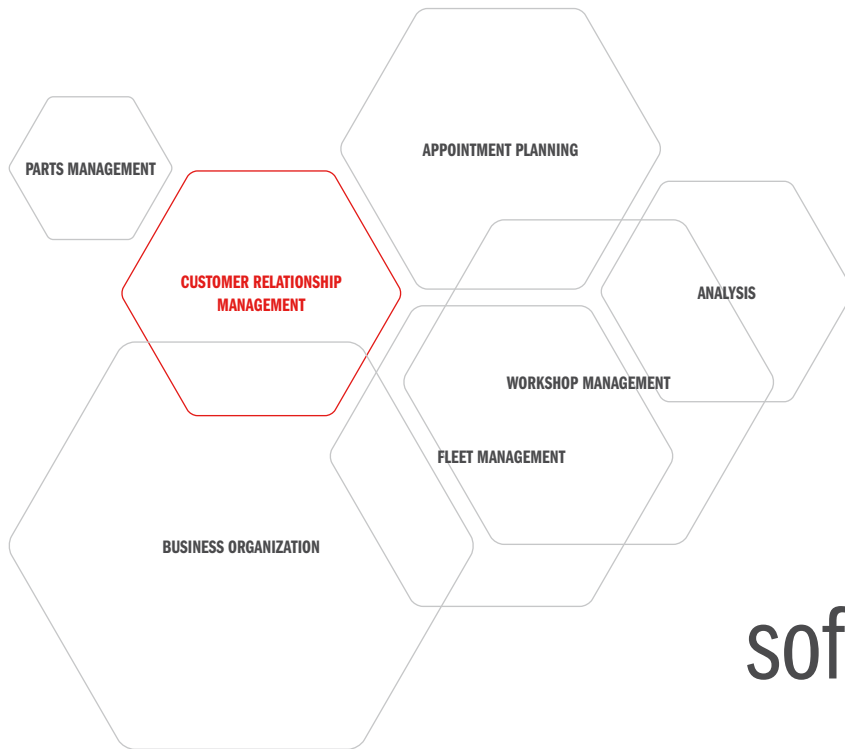 APPOINTMENT PLANNING
PARTS MANAGEMENT
CUSTOMER RELATIONSHIP
MANAGEMENT
ANALYSIS
WORKSHOP MANAGEMENT
FLEET MANAGEMENT
BUSINESS ORGANIZATION
sof